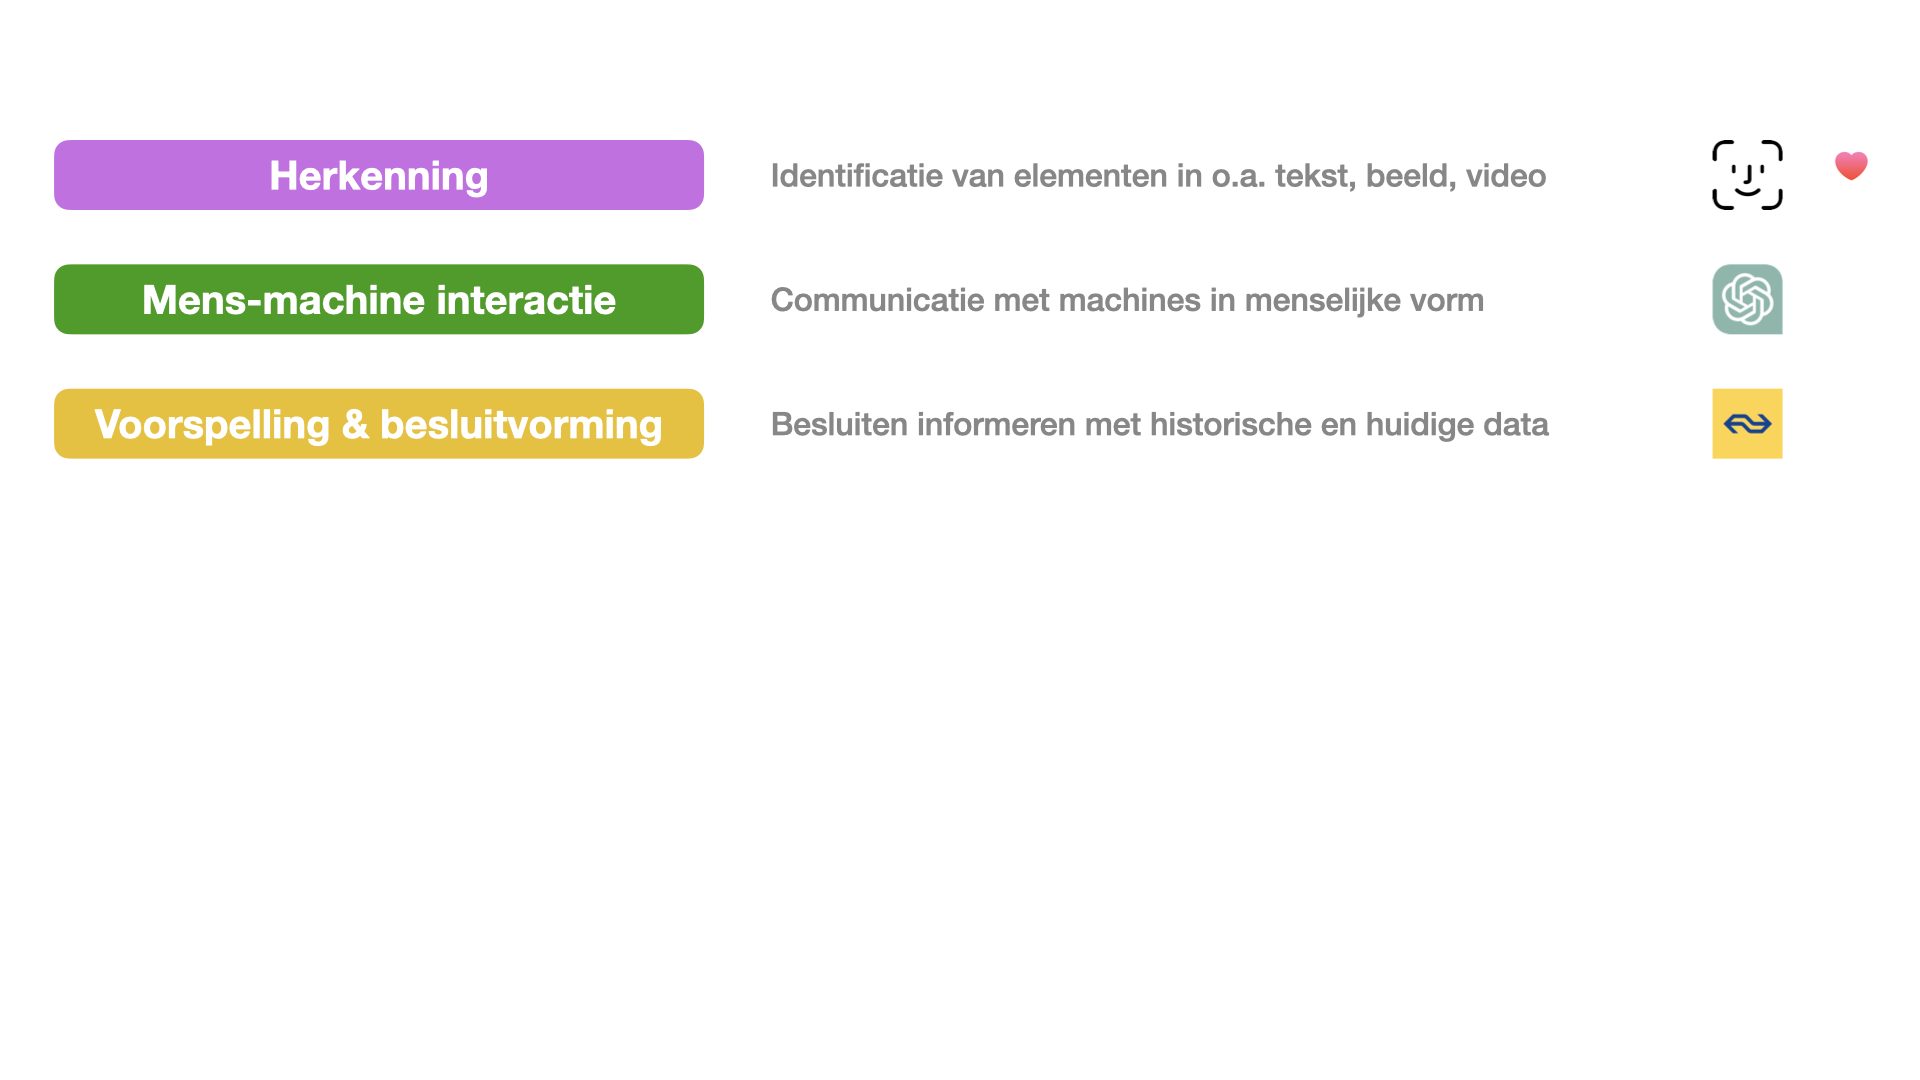 Herkenning
Identificatie van elementen in o.a. tekst, beeld, video
Mens-machine interactie
Communicatie met machines in menselijke vorm
Voorspelling & besluitvorming
Besluiten informeren met historische en huidige data